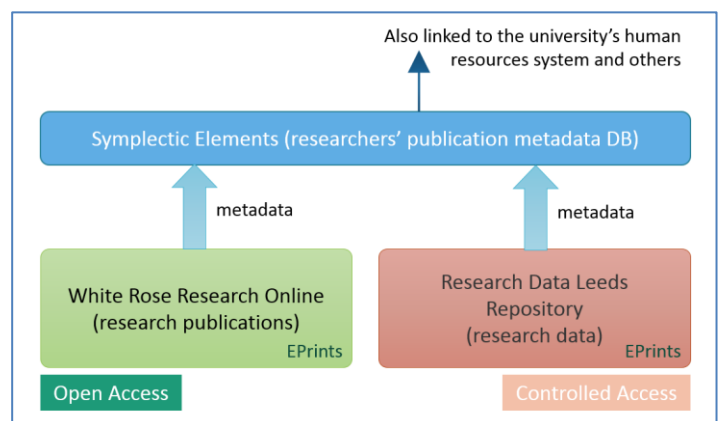 Also linked to the university's human
resources system and others
Symplectic Elements (researchers' publication metadata DB)
metadata
metadata
White Rose Research Online
(research publications)
EPrints
Research Data Leeds
Repository
(research data)
EPrints
Open Access
Controlled Access